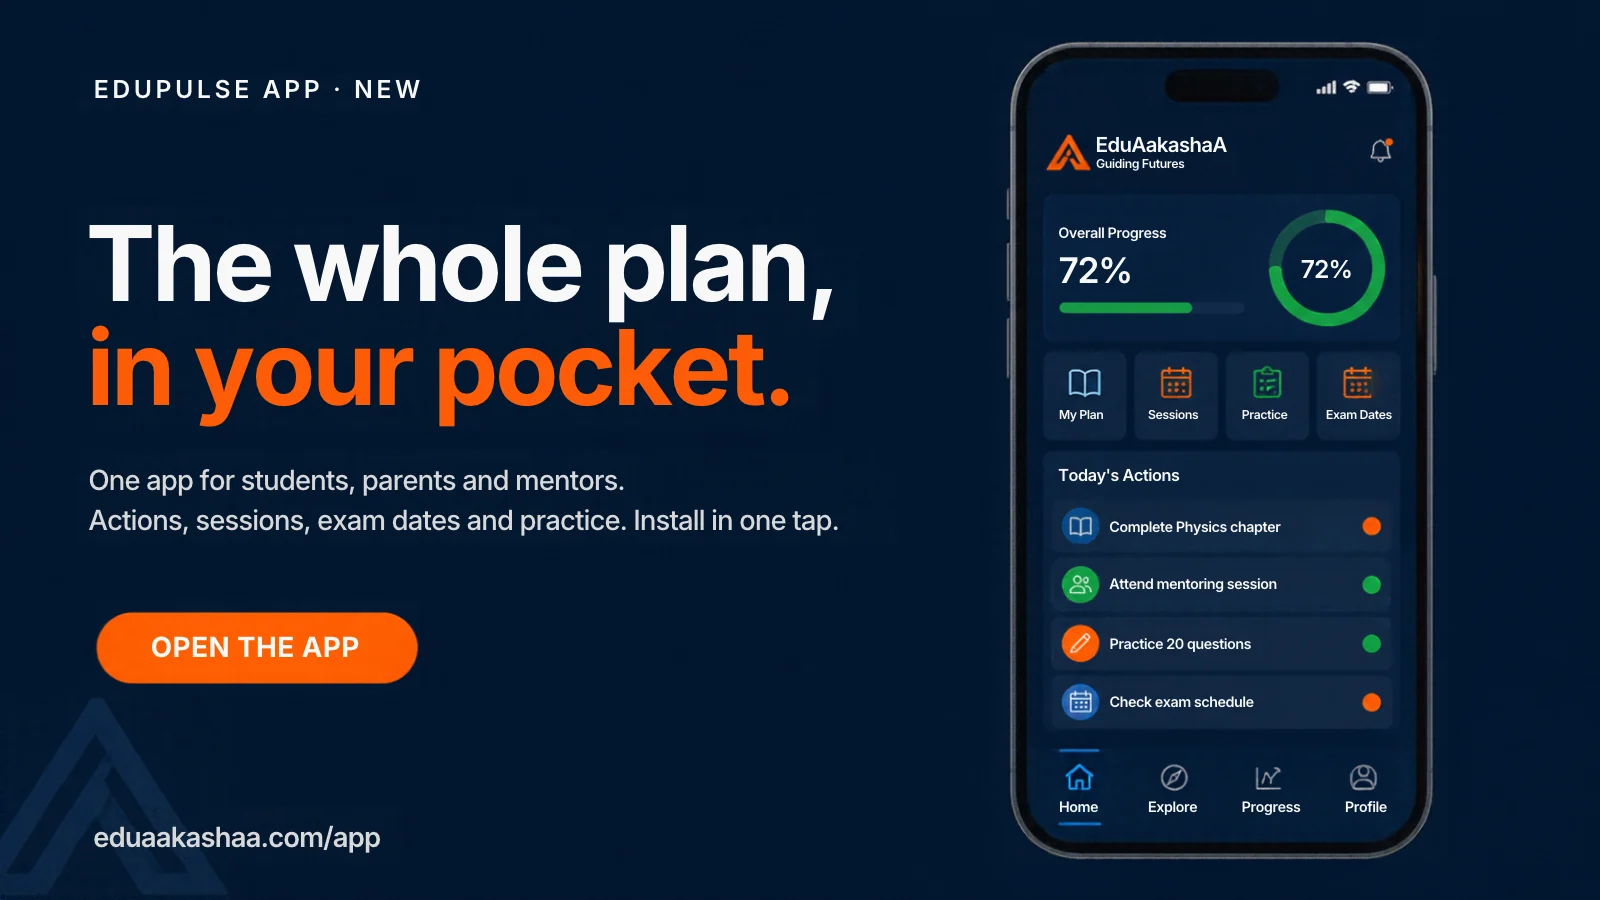 EDUPULSE APP · NEW
The whole plan,
in your pocket.
One app for students, parents and mentors.
Actions, sessions, exam dates and practice. Install in one tap.
OPEN THE APP
eduaakashaa.com/app
EduAakashaA
Guiding Futures
Overall Progress
72%
72%
My Plan
Sessions
Practice
Exam Dates
Today's Actions
Complete Physics chapter
Attend mentoring session
Practice 20 questions
Check exam schedule
Home
Explore
Progress
Profile